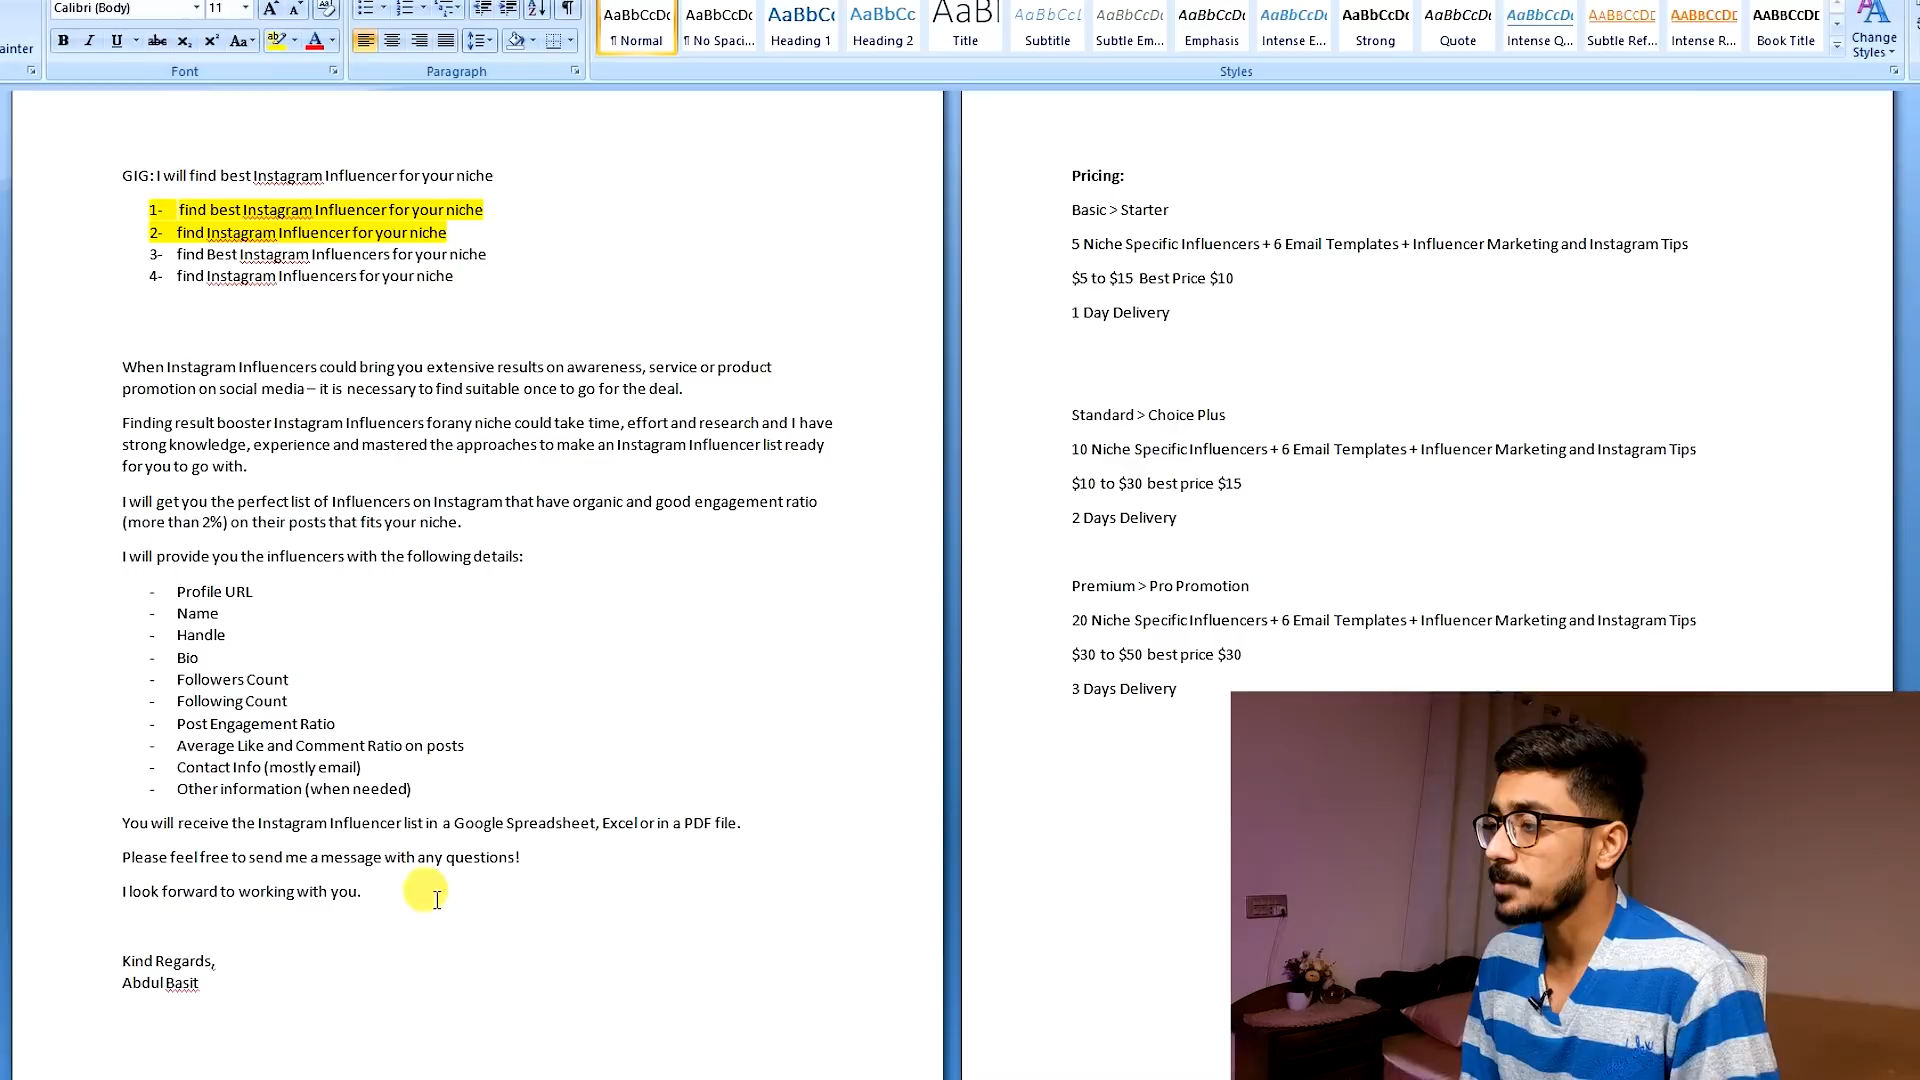 Calibri (Body) 11
ainter
Font
Paragraph
Styles
AaBbCcDc AaBbCcDc AaBbCc AaBbCc AaBl AaBbCcL AaBbCcDc AaBbCcDc AaBbCcDc AaBbCcDc AaBbCcDc AaBbCcDc AABBCCDE AABBCCDE AABBCCDE
¶ Normal ¶ No Spaci... Heading 1 Heading 2 Title Subtitle Subtle Em... Emphasis Intense E... Strong Quote Intense Q... Subtle Ref... Intense R... Book Title
Change
Styles
GIG: I will find best Instagram Influencer for your niche
1- find best Instagram Influencer for your niche
2- find Instagram Influencer for your niche
3- find Best Instagram Influencers for your niche
4- find Instagram Influencers for your niche
When Instagram Influencers could bring you extensive results on awareness, service or product
promotion on social media – it is necessary to find suitable once to go for the deal.
Finding result booster Instagram Influencers forany niche could take time, effort and research and I have
strong knowledge, experience and mastered the approaches to make an Instagram Influencer list ready
for you to go with.
I will get you the perfect list of Influencers on Instagram that have organic and good engagement ratio
(more than 2%) on their posts that fits your niche.
I will provide you the influencers with the following details:
- Profile URL
- Name
- Handle
- Bio
- Followers Count
- Following Count
- Post Engagement Ratio
- Average Like and Comment Ratio on posts
- Contact Info (mostly email)
- Other information (when needed)
You will receive the Instagram Influencer list in a Google Spreadsheet, Excel or in a PDF file.
Please feel free to send me a message with any questions!
I look forward to working with you.
Kind Regards,
Abdul Basit
Pricing:
Basic > Starter
5 Niche Specific Influencers + 6 Email Templates + Influencer Marketing and Instagram Tips
$5 to $15 Best Price $10
1 Day Delivery
Standard > Choice Plus
10 Niche Specific Influencers + 6 Email Templates + Influencer Marketing and Instagram Tips
$10 to $30 best price $15
2 Days Delivery
Premium > Pro Promotion
20 Niche Specific Influencers + 6 Email Templates + Influencer Marketing and Instagram Tips
$30 to $50 best price $30
3 Days Delivery